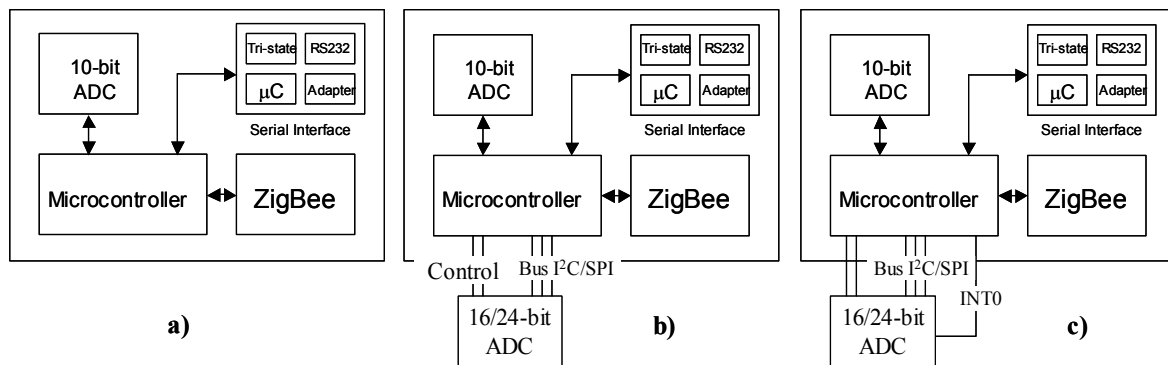 10-bit
ADC
Tri-state
RS232
µC
Adapter
Serial Interface
Microcontroller
ZigBee
a)
10-bit
ADC
Tri-state
RS232
µC
Adapter
Serial Interface
Microcontroller
ZigBee
Control
Bus I²C/SPI
16/24-bit
ADC
b)
10-bit
ADC
Tri-state
RS232
µC
Adapter
Serial Interface
Microcontroller
ZigBee
Bus I²C/SPI
INT0
16/24-bit
ADC
c)